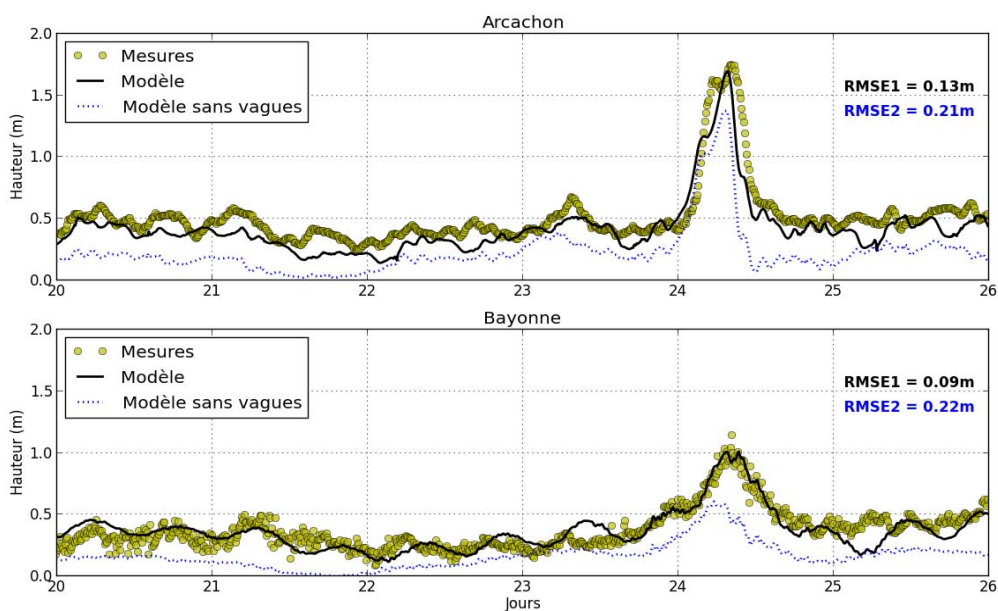 Arcachon
2.0
1.5
1.0
0.5
0.0
Hauteur (m)
Mesures
Modèle
Modèle sans vagues
RMSE1 = 0.13m
RMSE2 = 0.21m
20 21 22 23 24 25 26
Bayonne
2.0
1.5
1.0
0.5
0.0
Hauteur (m)
Mesures
Modèle
Modèle sans vagues
RMSE1 = 0.09m
RMSE2 = 0.22m
20 21 22 23 24 25 26
Jours